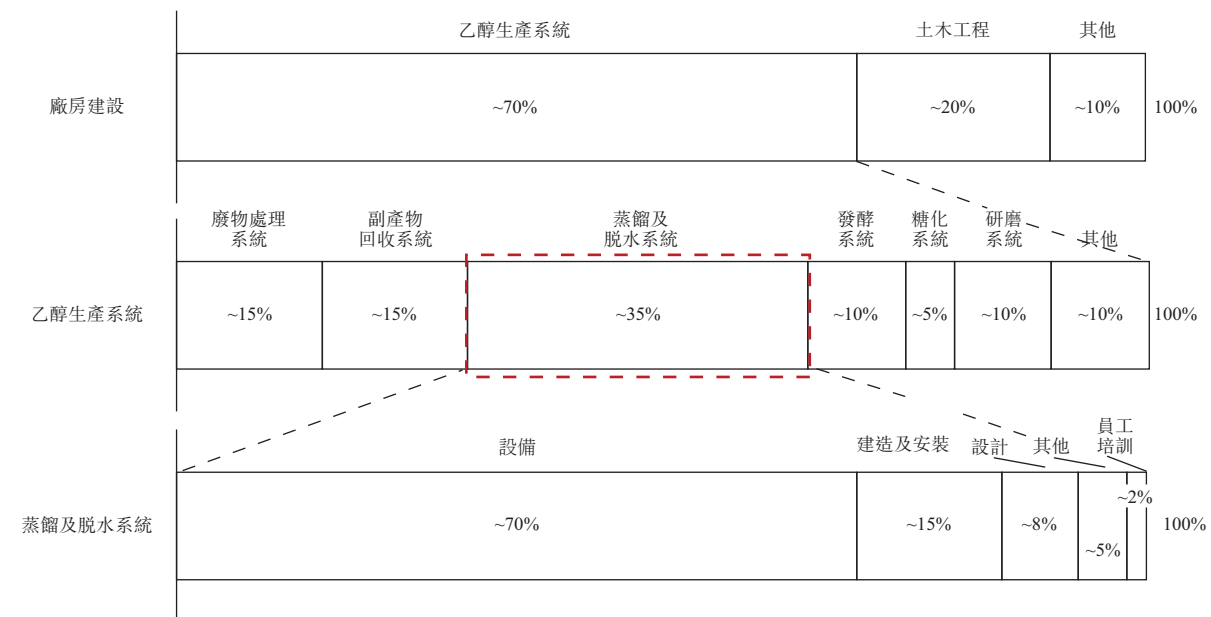 乙醇生產系統 土木工程 其他
廠房建設 ~70% ~20% ~10% 100%
廢物處理
系統
副產物
回收系統
蒸餾及
脱水系統
發酵
系統
糖化
系統
研磨
系統
其他
乙醇生產系統 ~15% ~15% ~35% ~10% ~5% ~10% ~10% 100%
設備 建造及安裝 設計 其他
員工
培訓
蒸餾及脱水系統 ~70% ~15% ~8% ~5% ~2% 100%